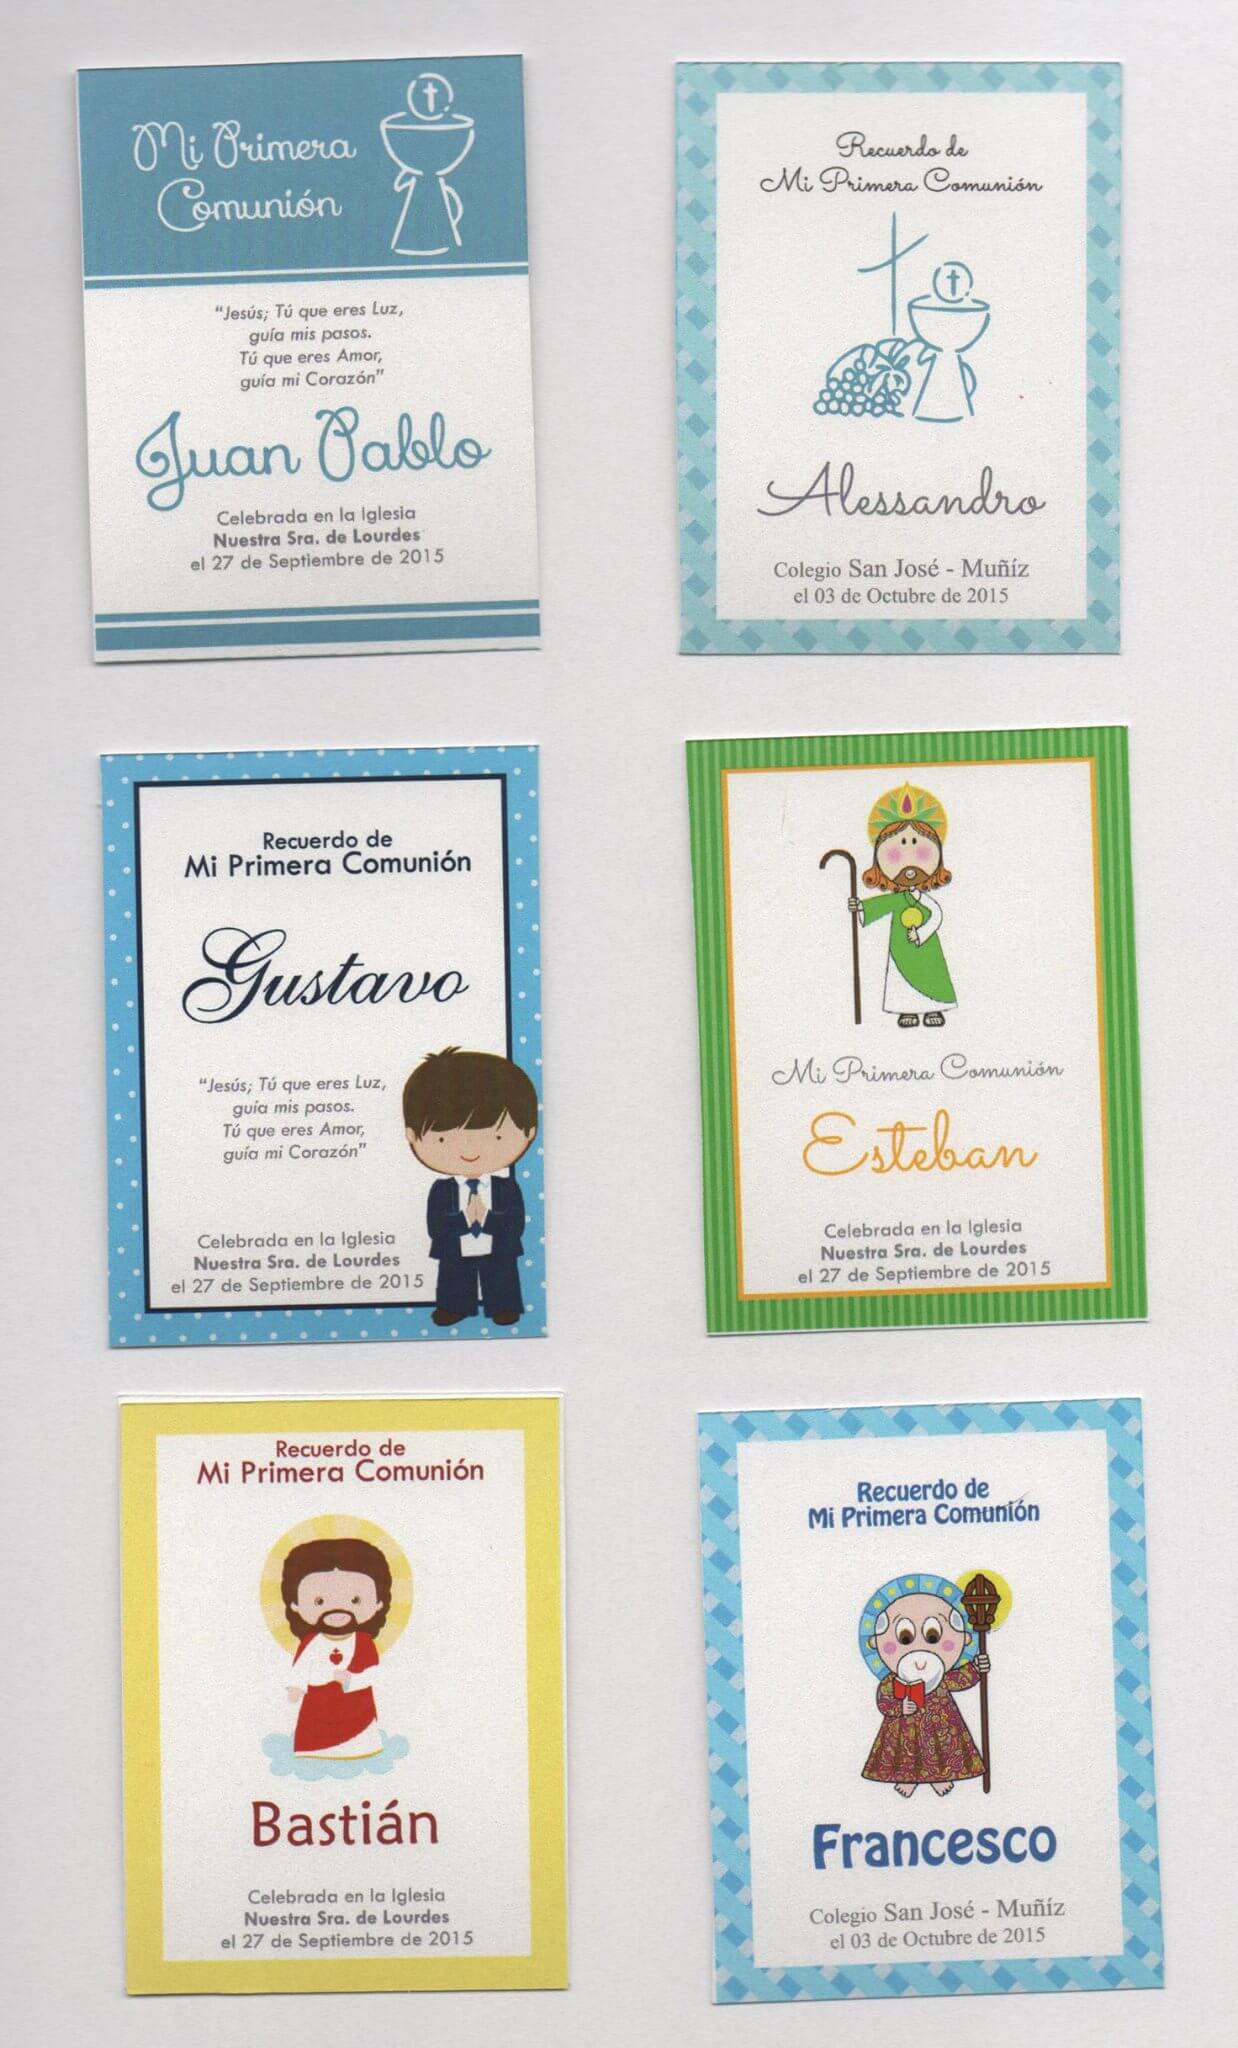 Mi Primera
Comunión
“Jesús; Tú que eres Luz,
guía mis pasos.
Tú que eres Amor,
guía mi Corazón”
Juan Pablo
Celebrada en la Iglesia
Nuestra Sra. de Lourdes
el 27 de Septiembre de 2015
Recuerdo de
Mi Primera Comunión
Alessandro
Colegio San José - Muñíz
el 03 de Octubre de 2015
Recuerdo de
Mi Primera Comunión
Gustavo
“Jesús; Tú que eres Luz,
guía mis pasos.
Tú que eres Amor,
guía mi Corazón”
Celebrada en la Iglesia
Nuestra Sra. de Lourdes
el 27 de Septiembre de 2015
Mi Primera Comunión
Esteban
Celebrada en la Iglesia
Nuestra Sra. de Lourdes
el 27 de Septiembre de 2015
Recuerdo de
Mi Primera Comunión
Bastián
Celebrada en la Iglesia
Nuestra Sra. de Lourdes
el 27 de Septiembre de 2015
Recuerdo de
Mi Primera Comunión
Francesco
Colegio San José - Muñíz
el 03 de Octubre de 2015